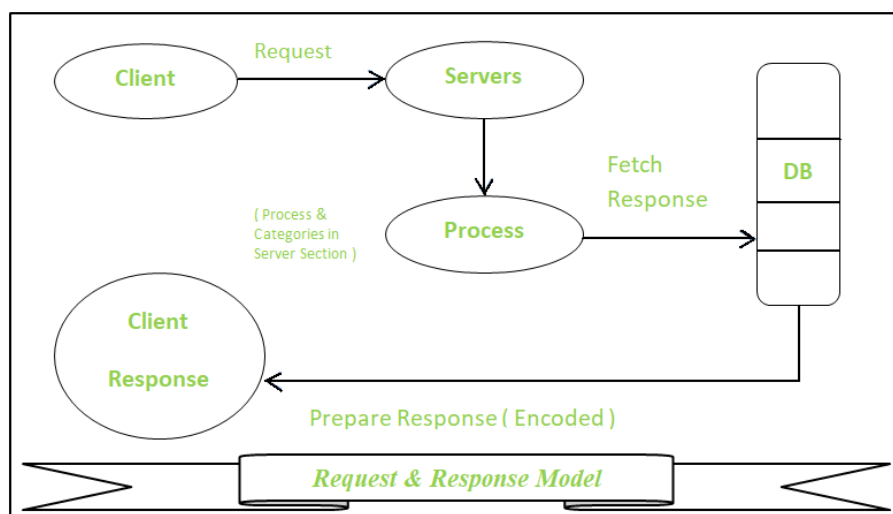 Request
Client
Servers
Fetch
Response
DB
( Process &
Categories in
Server Section )
Process
Client
Response
Prepare Response ( Encoded )
Request & Response Model